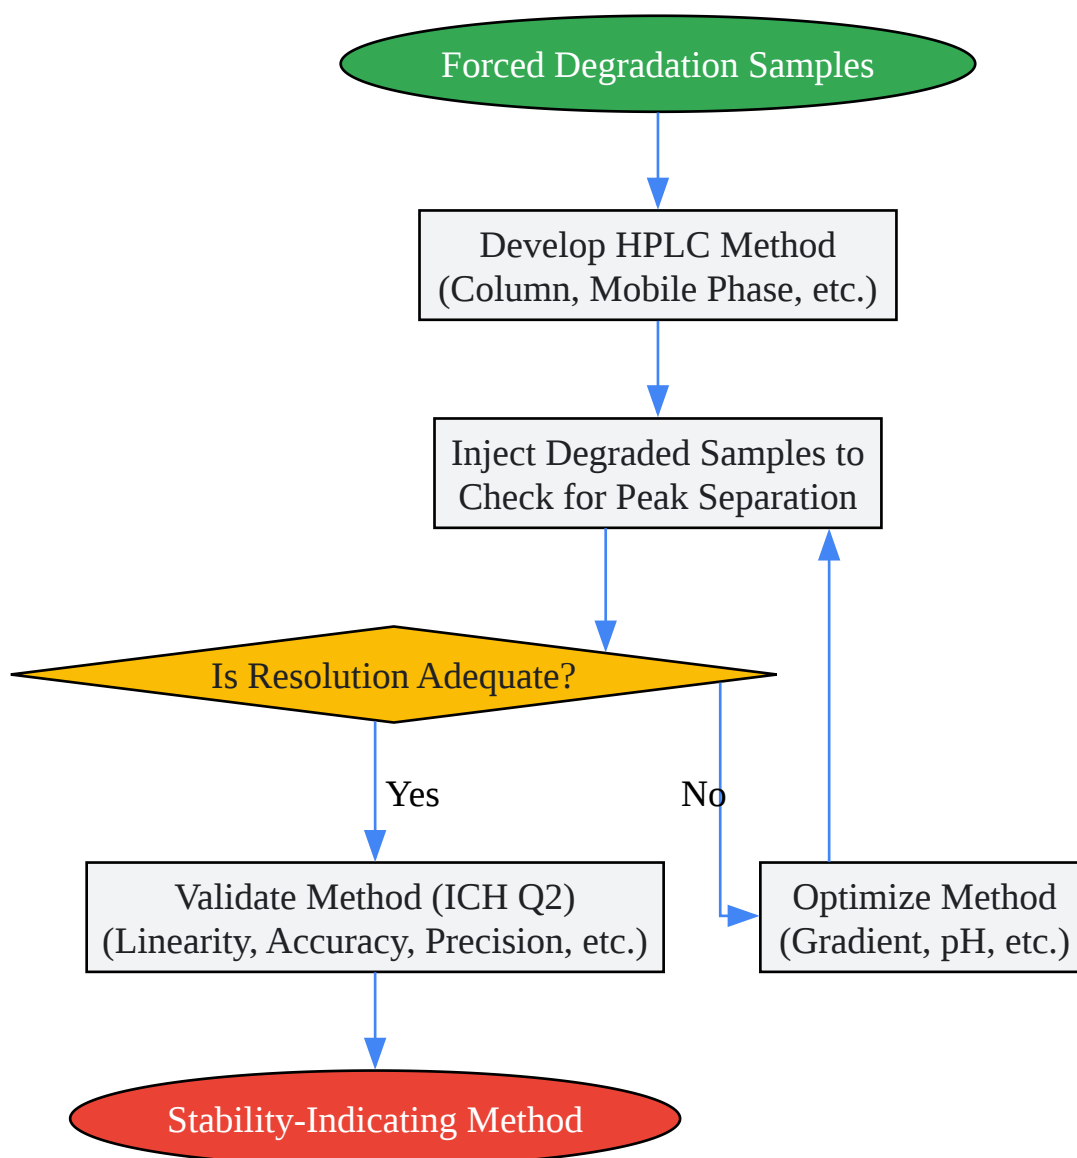 Forced Degradation Samples
Develop HPLC Method
(Column, Mobile Phase, etc.)
Inject Degraded Samples to
Check for Peak Separation
Is Resolution Adequate?
Yes
No
Validate Method (ICH Q2)
(Linearity, Accuracy, Precision, etc.)
Optimize Method
(Gradient, pH, etc.)
Stability-Indicating Method